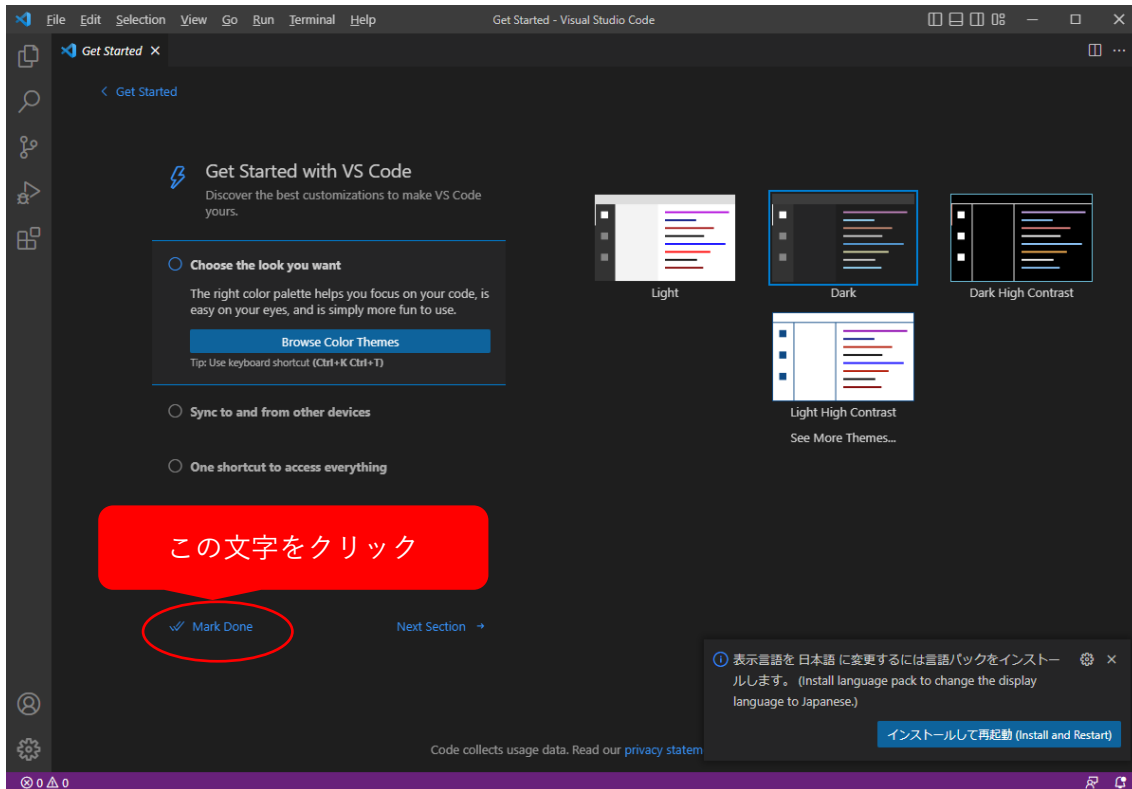 File Edit Selection View Go Run Terminal Help
Get Started - Visual Studio Code
Get Started
Get Started
Get Started with VS Code
Discover the best customizations to make VS Code
yours.
Choose the look you want
The right color palette helps you focus on your code, is
easy on your eyes, and is simply more fun to use.
Browse Color Themes
Tip: Use keyboard shortcut (Ctrl+K Ctrl+T)
Sync to and from other devices
One shortcut to access everything
Light
Dark
Dark High Contrast
Light High Contrast
See More Themes...
この文字をクリック
Mark Done
Next Section →
表示言語を 日本語 に変更するには言語パックをインストー
ルします。 (Install language pack to change the display
language to Japanese.)
インストールして再起動 (Install and Restart)
Code collects usage data. Read our privacy statem
0 0